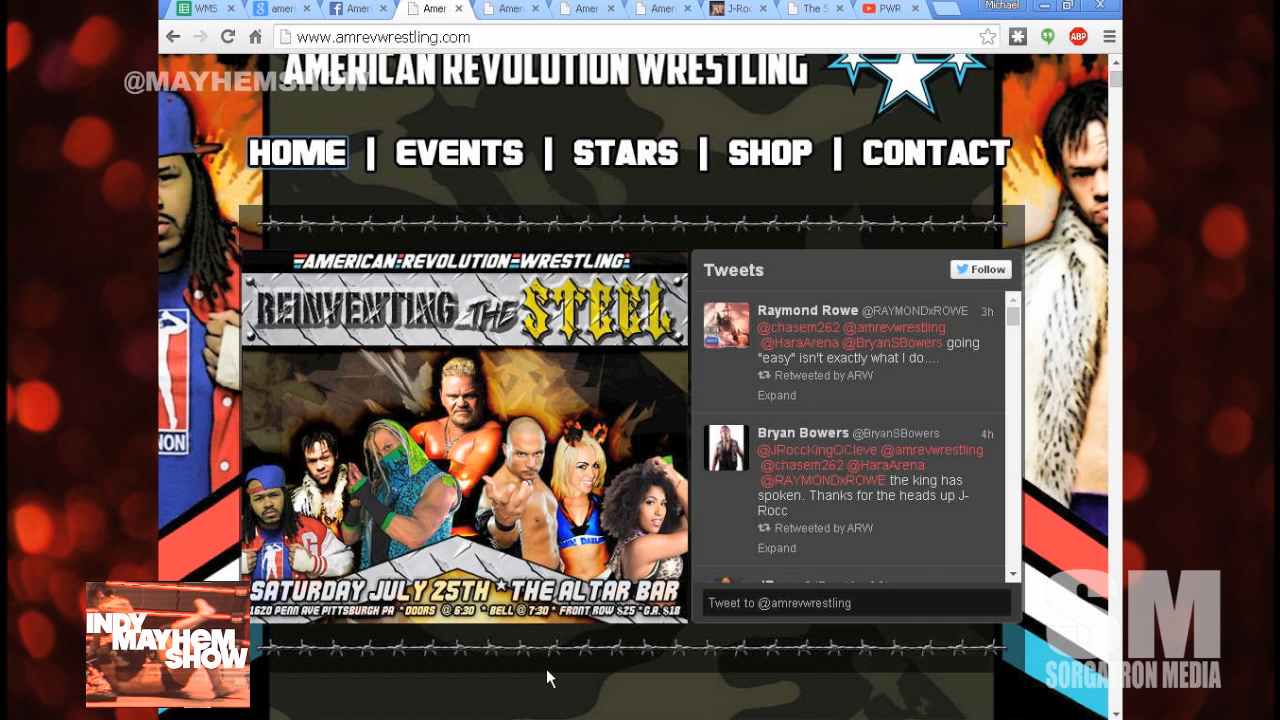 WMS
amer
Ameri
Amer
Ameri
Amer
Ameri
J-Roc
The S
PWR
Michael
www.amrevwrestling.com
ABP
@MAYHEMSHOW
AMERICAN REVOLUTION WRESTLING
HOME | EVENTS | STARS | SHOP | CONTACT
AMERICAN REVOLUTION WRESTLING
REINVENTING THE STEEL
SATURDAY JULY 25TH * THE ALTAR BAR
1620 PENN AVE PITTSBURGH PA * DOORS @ 6:30 * BELL @ 7:30 * FRONT ROW $25 * G.A. $18
Tweets
Follow
Raymond Rowe @RAYMONDxROWE 3h
@chasem262 @amrevwrestling
@HaraArena @BryanSBowers going
"easy" isn't exactly what I do....
Retweeted by ARW
Expand
Bryan Bowers @BryanSBowers 4h
@JRoccKingOCleve @amrevwrestling
@chasem262 @HaraArena
@RAYMONDxROWE the king has
spoken. Thanks for the heads up J-
Rocc
Retweeted by ARW
Expand
Tweet to @amrevwrestling
INDY
MAYHEM
SHOW
SM
SORGATRON MEDIA